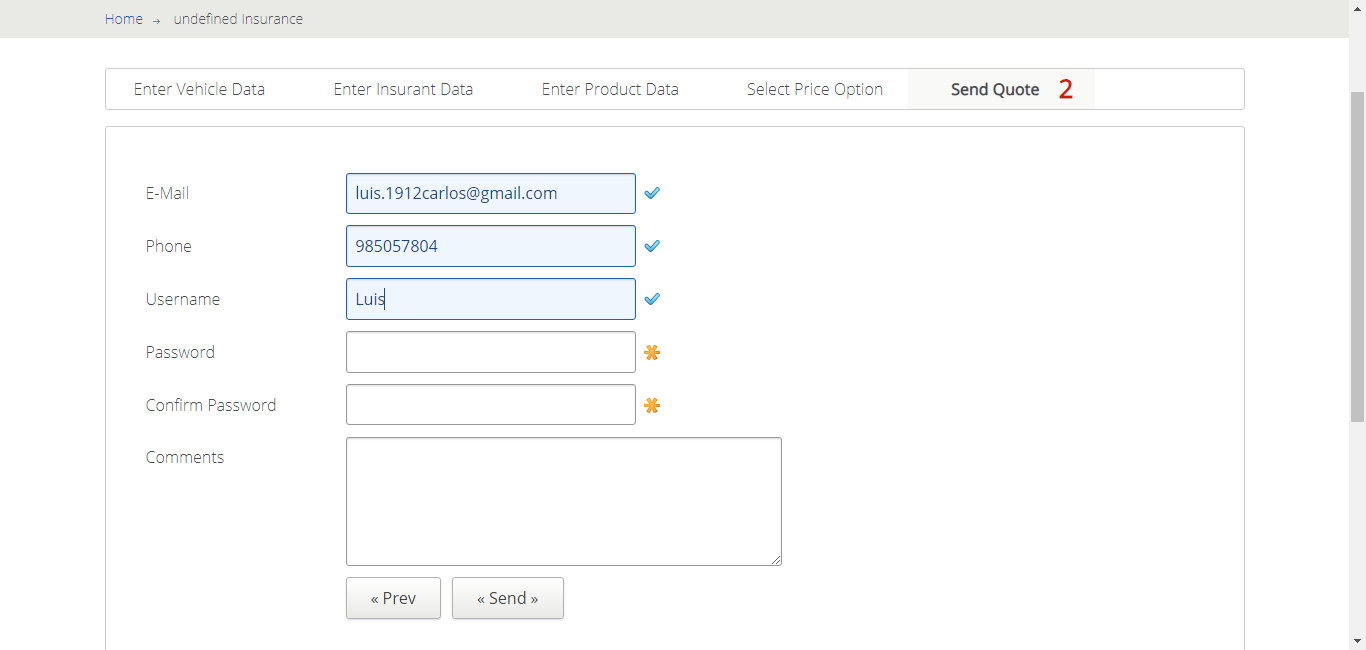 Home → undefined Insurance
Enter Vehicle Data Enter Insurant Data Enter Product Data Select Price Option Send Quote 2
E-Mail luis.1912carlos@gmail.com
Phone 985057804
Username Luis
Password
Confirm Password
Comments
« Prev « Send »